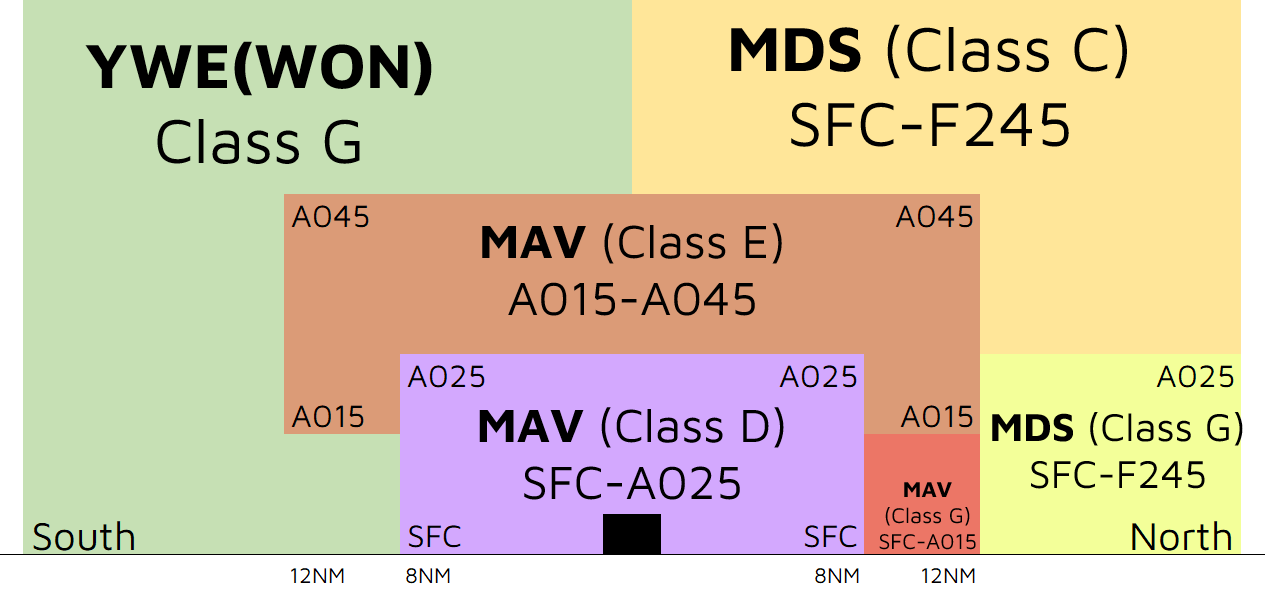 YWE(WON)
Class G
MDS (Class C)
SFC-F245
A045
MAV (Class E)
A045
A015-A045
A015
A015
A025
MAV (Class D)
A025
SFC-A025
SFC
SFC
MAV
(Class G)
SFC-A015
A025
MDS (Class G)
SFC-F245
South
North
12NM
8NM
8NM
12NM